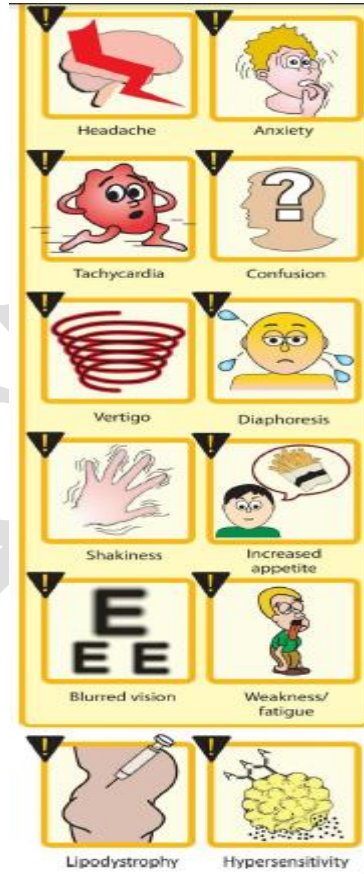 Headache Anxiety
Tachycardia Confusion
?
Vertigo Diaphoresis
Shakiness Increased
appetite
E
E E
Blurred vision Weakness/
fatigue
Lipodystrophy Hypersensitivity